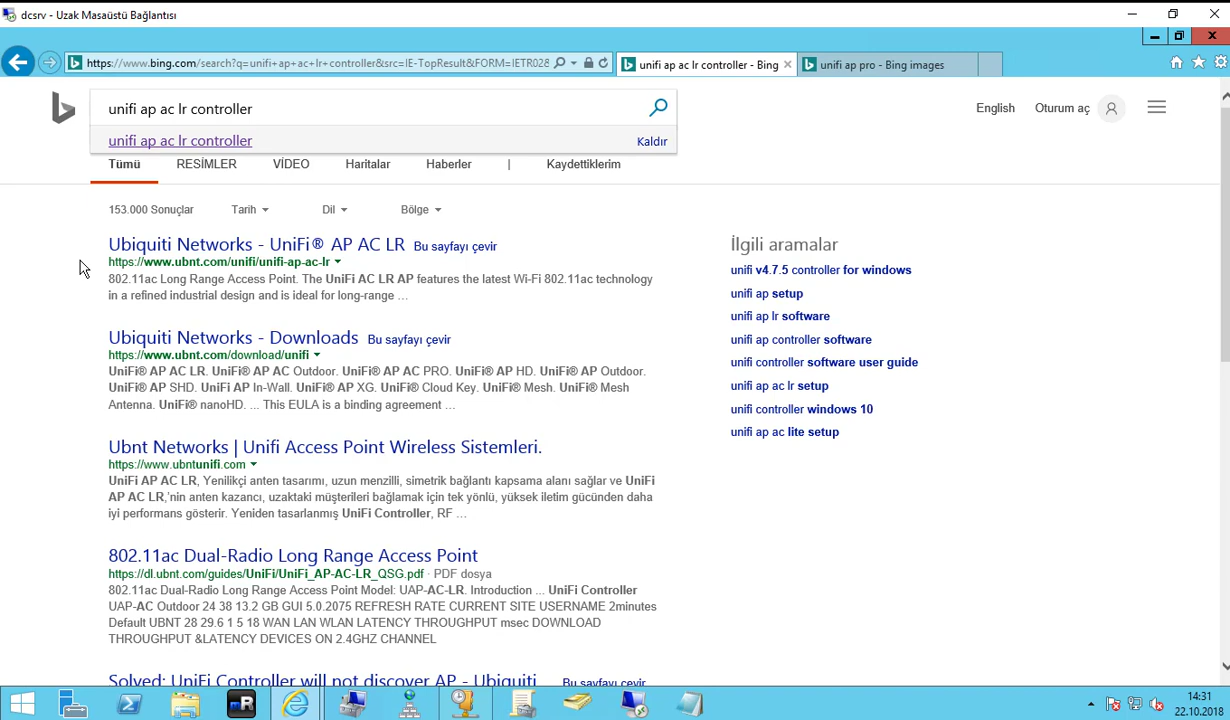 dcsrv - Uzak Masaüstü Bağlantısı
https://www.bing.com/search?q=unifi+ap+ac+lr+controller&src=IE-TopResult&FORM=IETR028
unifi ap ac lr controller - Bing
unifi ap pro - Bing images
unifi ap ac lr controller
English
Oturum aç
unifi ap ac lr controller
Kaldır
Tümü
RESİMLER
VİDEO
Haritalar
Haberler
|
Kaydettiklerim
153.000 Sonuçlar
Tarih
Dil
Bölge
Ubiquiti Networks - UniFi® AP AC LR Bu sayfayı çevir
https://www.ubnt.com/unifi/unifi-ap-ac-lr
802.11ac Long Range Access Point. The UniFi AC LR AP features the latest Wi-Fi 802.11ac technology
in a refined industrial design and is ideal for long-range ...
Ubiquiti Networks - Downloads Bu sayfayı çevir
https://www.ubnt.com/download/unifi
UniFi® AP AC LR. UniFi® AP AC Outdoor. UniFi® AP AC PRO. UniFi® AP HD. UniFi® AP Outdoor.
UniFi® AP SHD. UniFi AP In-Wall. UniFi® AP XG. UniFi® Cloud Key. UniFi® Mesh. UniFi® Mesh
Antenna. UniFi® nanoHD. ... This EULA is a binding agreement ...
Ubnt Networks | Unifi Access Point Wireless Sistemleri.
https://www.ubntunifi.com
UniFi AP AC LR, Yenilikçi anten tasarımı, uzun menzilli, simetrik bağlantı kapsama alanı sağlar ve UniFi
AP AC LR,'nin anten kazancı, uzaktaki müşterileri bağlamak için tek yönlü, yüksek iletim gücünden daha
iyi performans gösterir. Yeniden tasarlanmış UniFi Controller, RF ...
802.11ac Dual-Radio Long Range Access Point
https://dl.ubnt.com/guides/UniFi/UniFi_AP-AC-LR_QSG.pdf · PDF dosya
802.11ac Dual-Radio Long Range Access Point Model: UAP-AC-LR. Introduction ... UniFi Controller
UAP-AC Outdoor 24 38 13.2 GB GUI 5.0.2075 REFRESH RATE CURRENT SITE USERNAME 2minutes
Default UBNT 28 29.6 1 5 18 WAN LAN WLAN LATENCY THROUGHPUT msec DOWNLOAD
THROUGHPUT &LATENCY DEVICES ON 2.4GHZ CHANNEL
Solved: UniFi Controller will not discover AP - Ubiquiti Bu sayfayı çevir
İlgili aramalar
unifi v4.7.5 controller for windows
unifi ap setup
unifi ap lr software
unifi ap controller software
unifi controller software user guide
unifi ap ac lr setup
unifi controller windows 10
unifi ap ac lite setup
14:31
22.10.2018